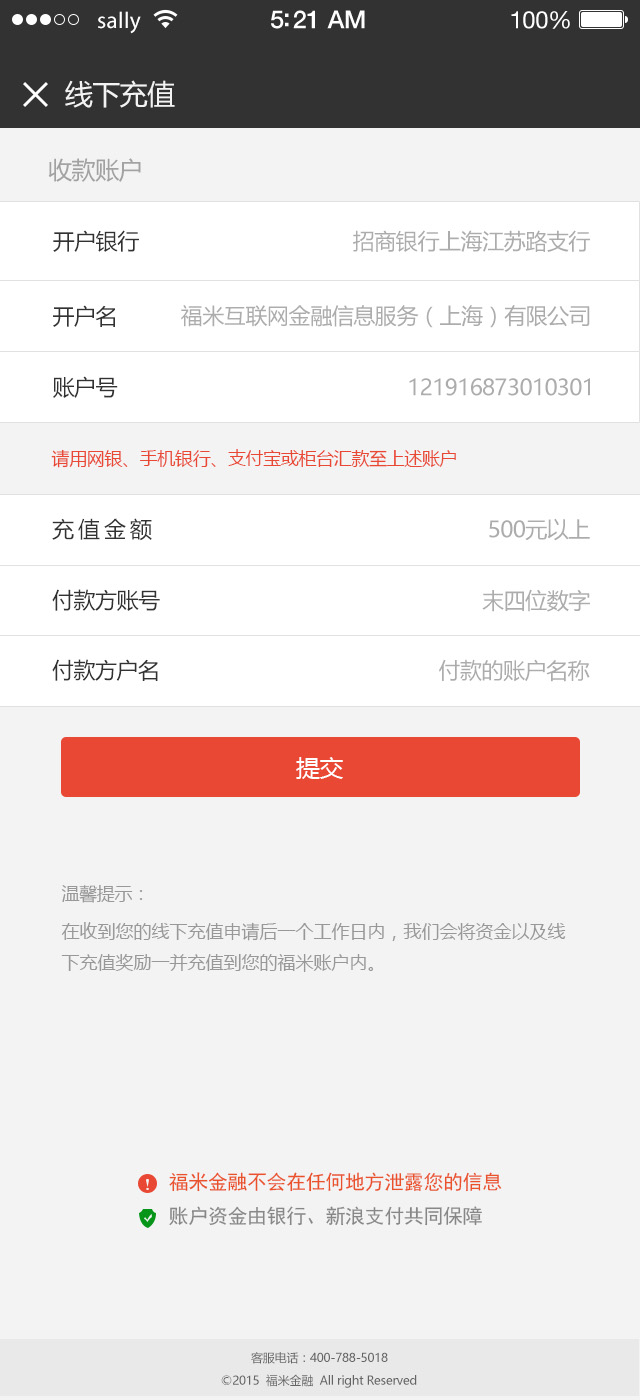 sally 5:21 AM 100%
线下充值
收款账户
开户银行 招商银行上海江苏路支行
开户名 福米互联网金融信息服务（上海）有限公司
账户号 121916873010301
请用网银、手机银行、支付宝或柜台汇款至上述账户
充值金额 500元以上
付款方账号 末四位数字
付款方户名 付款的账户名称
提交
温馨提示：
在收到您的线下充值申请后一个工作日内，我们会将资金以及线
下充值奖励一并充值到您的福米账户内。
福米金融不会在任何地方泄露您的信息
账户资金由银行、新浪支付共同保障
客服电话：400-788-5018
©2015 福米金融 All right Reserved